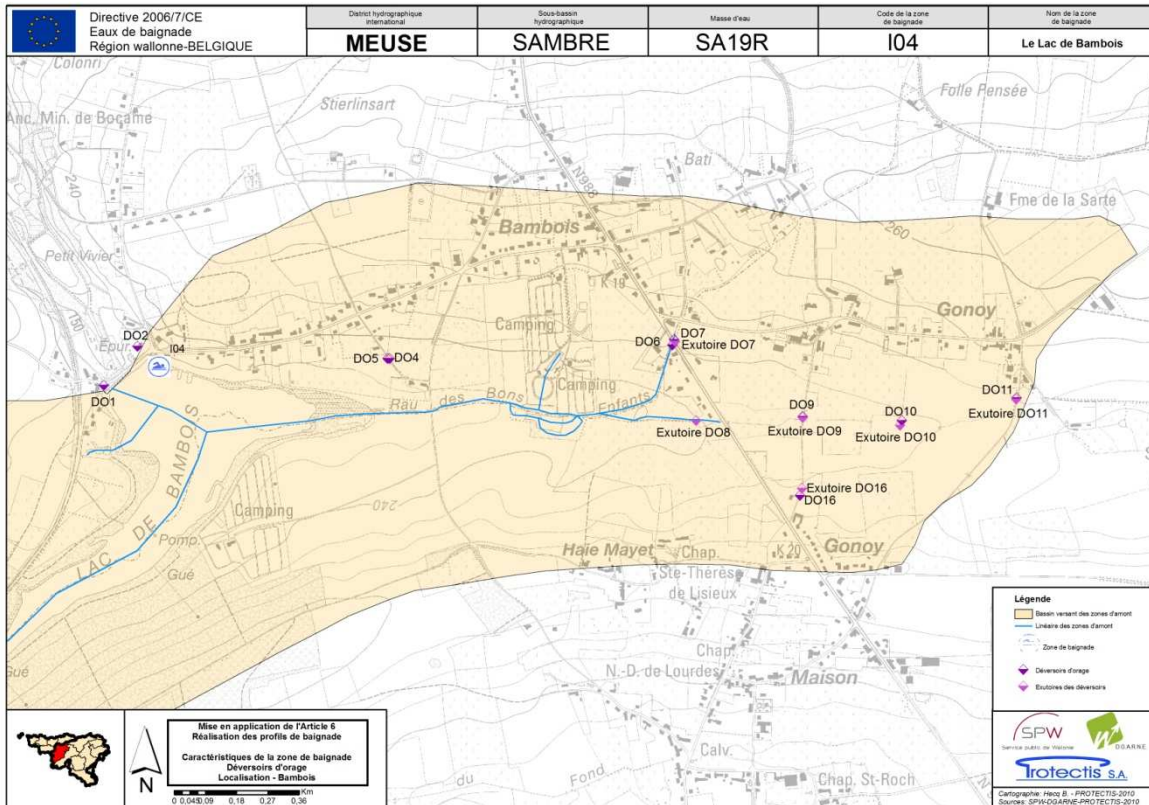 Directive 2006/7/CE
Eaux de baignade
Région wallonne-BELGIQUE
District hydrographique
international
MEUSE
Sous-bassin
hydrographique
SAMBRE
Masse d'eau
SA19R
Code de la zone
de baignade
I04
Nom de la zone
de baignade
Le Lac de Bambois
Colonri
Stierlinsart
Folle Pensée
Anc. Min. de Boçame
240
Bati
N988
Fme de la Sarte
Bambois
260
Petit Vivier
K 19
Gonoy
150
DO2
Epur.
I04
Camping
DO7
DO6
Exutoire DO7
DO5
DO4
DO1
Camping
DO11
Rau des Bons Enfants
DO9
DO10
Exutoire DO11
Exutoire DO8
Exutoire DO9
Exutoire DO10
LAC DE BAMBOIS
Exutoire DO16
DO16
Camping
240
Pomp.
Gué
Haie Mayet
Chap.
K 20
Gonoy
Ste-Thérèse
de Lisieux
Chap.
N.-D. de Lourdes
Maison
Gué
Calv.
du Fond
Chap. St-Roch
Légende
Bassin versant des zones d'amont
Linéaire des zones d'amont
Zone de baignade
Déversoirs d'orage
Exutoires des déversoirs
SPW
Service public de Wallonie
DGARNE
Protectis S.A.
Cartographie: Hecq B. - PROTECTIS-2010
Sources: SPW-DGARNE-PROTECTIS-2010
N
Mise en application de l'Article 6
Réalisation des profils de baignade
Caractéristiques de la zone de baignade
Déversoirs d'orage
Localisation - Bambois
Km
0 0,045 0,09 0,18 0,27 0,36